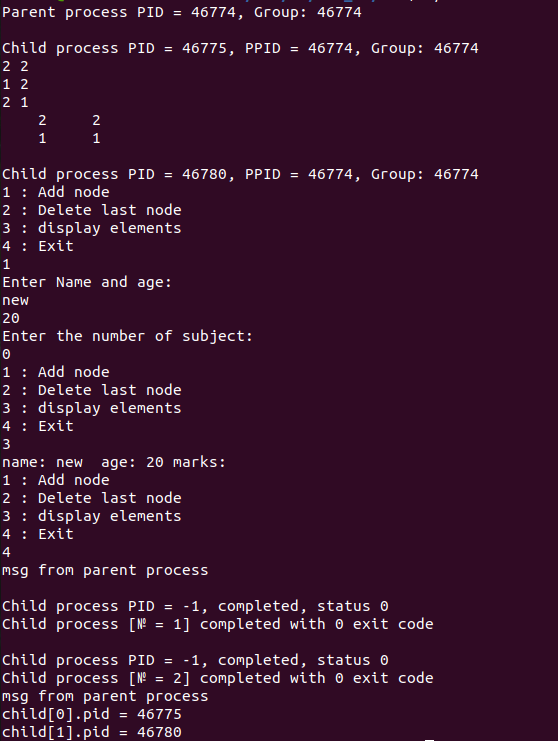 Parent process PID = 46774, Group: 46774
Child process PID = 46775, PPID = 46774, Group: 46774
2 2
1 2
2 1
2 2
1 1
Child process PID = 46780, PPID = 46774, Group: 46774
1 : Add node
2 : Delete last node
3 : display elements
4 : Exit
1
Enter Name and age:
new
20
Enter the number of subject:
0
1 : Add node
2 : Delete last node
3 : display elements
4 : Exit
3
name: new  age: 20 marks:
1 : Add node
2 : Delete last node
3 : display elements
4 : Exit
4
msg from parent process
Child process PID = -1, completed, status 0
Child process [№ = 1] completed with 0 exit code
Child process PID = -1, completed, status 0
Child process [№ = 2] completed with 0 exit code
msg from parent process
child[0].pid = 46775
child[1].pid = 46780